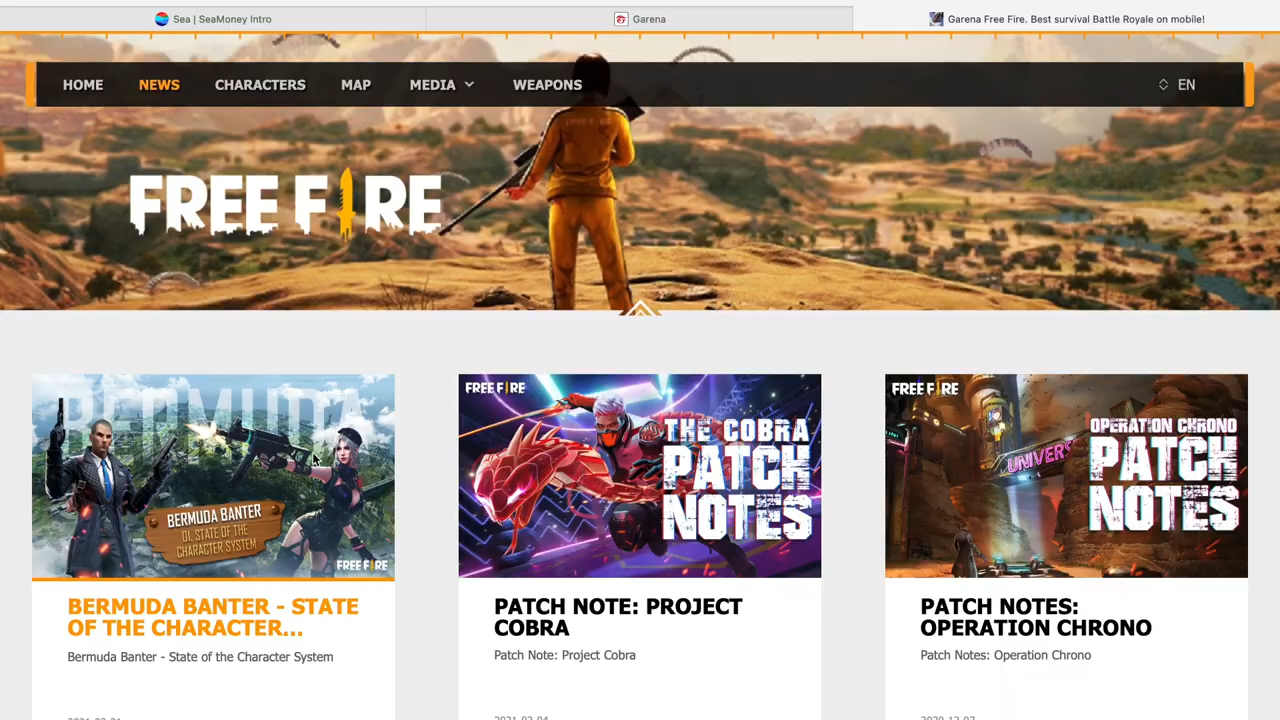 Sea | SeaMoney Intro
Garena
Garena Free Fire. Best survival Battle Royale on mobile!
HOME NEWS CHARACTERS MAP MEDIA WEAPONS EN
FREE FIRE
BERMUDA
BERMUDA BANTER
01. STATE OF THE
CHARACTER SYSTEM
FREE FIRE
FREE FIRE
THE COBRA
PATCH
NOTES
FREE FIRE
UNIVERS
OPERATION CHRONO
PATCH
NOTES
BERMUDA BANTER - STATE
OF THE CHARACTER...
Bermuda Banter - State of the Character System
PATCH NOTE: PROJECT
COBRA
Patch Note: Project Cobra
PATCH NOTES:
OPERATION CHRONO
Patch Notes: Operation Chrono